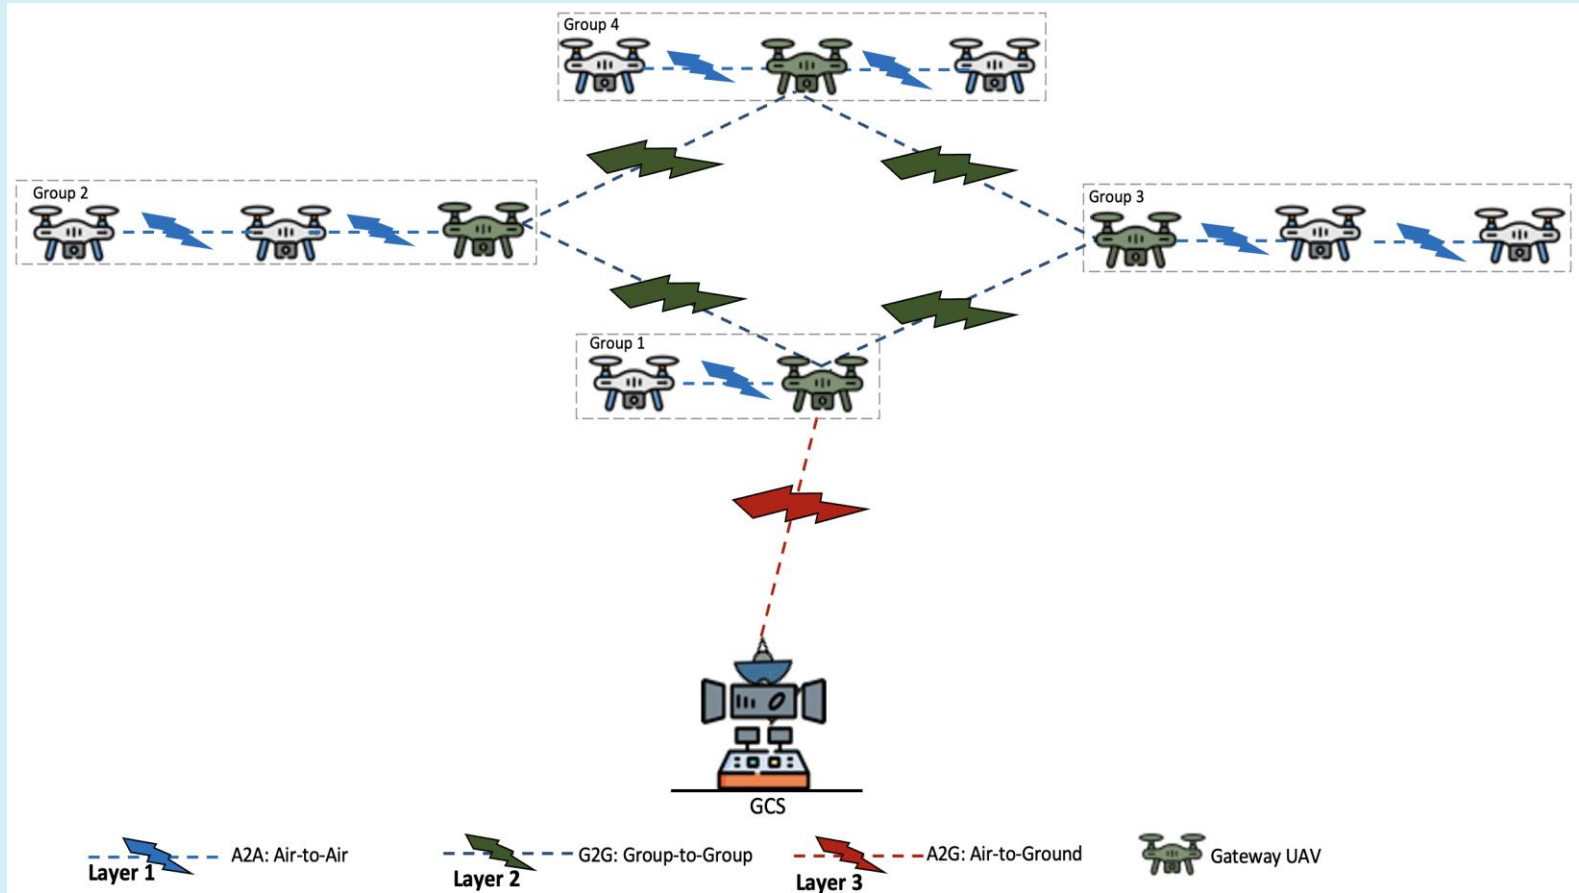 Group 4
Group 2
Group 3
Group 1
GCS
A2A: Air-to-Air
Layer 1
G2G: Group-to-Group
Layer 2
A2G: Air-to-Ground
Layer 3
Gateway UAV